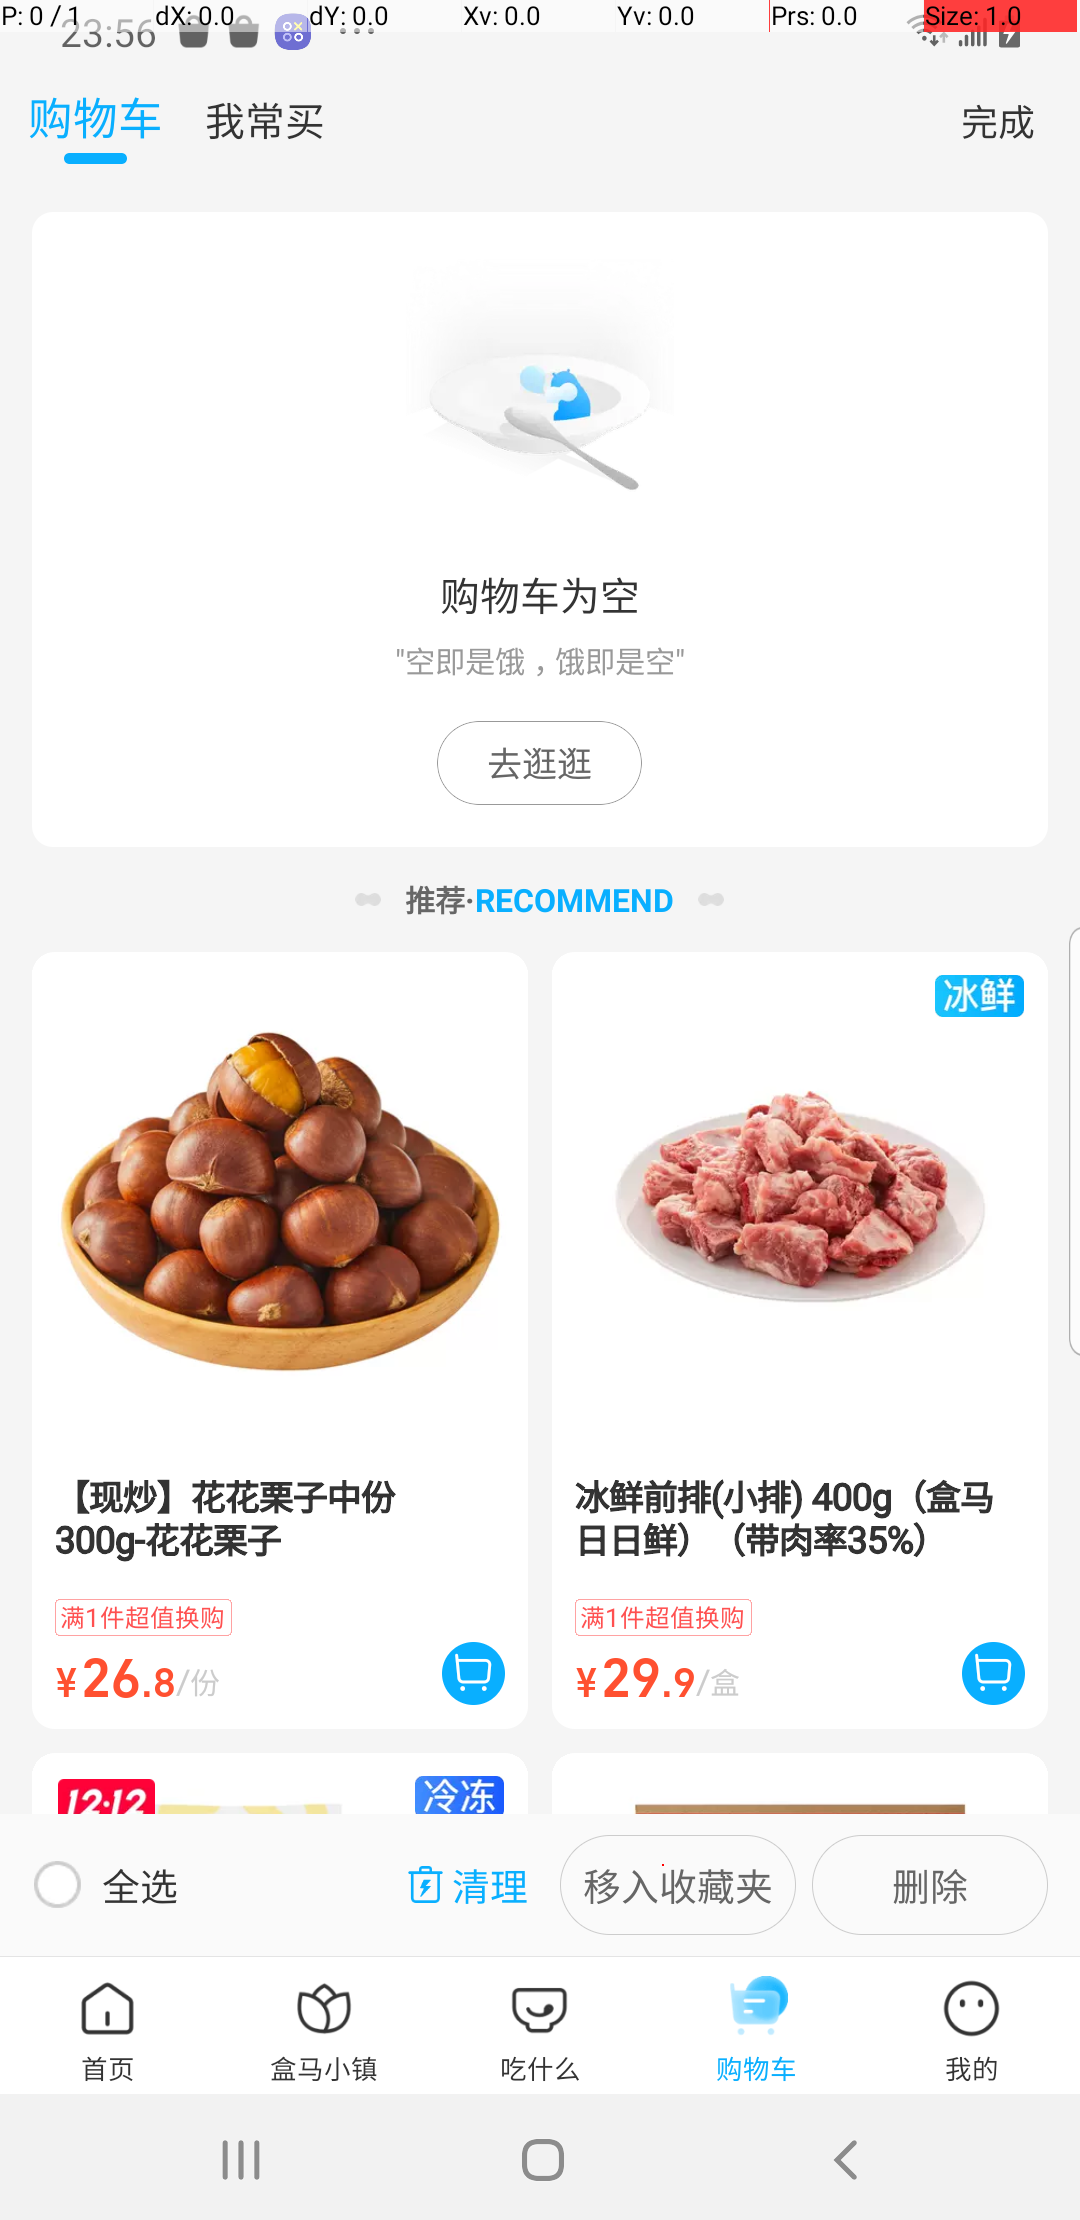 P: 0 / 1 dX: 0.0 dY: 0.0 Xv: 0.0 Yv: 0.0 Prs: 0.0 Size: 1.0
23:56
购物车 我常买 完成
购物车为空
"空即是饿，饿即是空"
去逛逛
推荐·RECOMMEND
冰鲜
【现炒】花花栗子中份
300g-花花栗子
满1件超值换购
¥26.8/份
冰鲜前排(小排) 400g（盒马
日日鲜）（带肉率35%）
满1件超值换购
¥29.9/盒
12·12 冷冻
全选 清理 移入收藏夹 删除
首页 盒马小镇 吃什么 购物车 我的